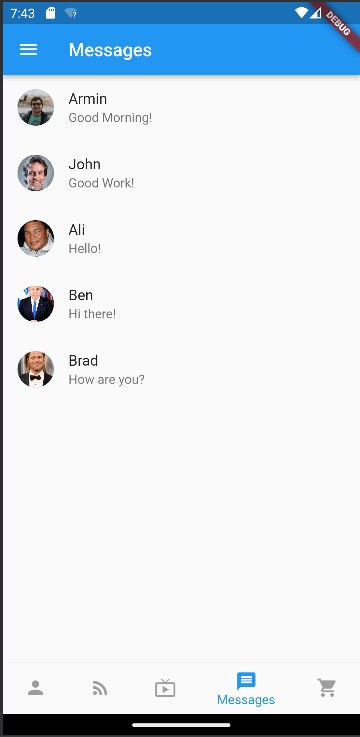 7:43
DEBUG
Messages
Armin
Good Morning!
John
Good Work!
Ali
Hello!
Ben
Hi there!
Brad
How are you?
Messages